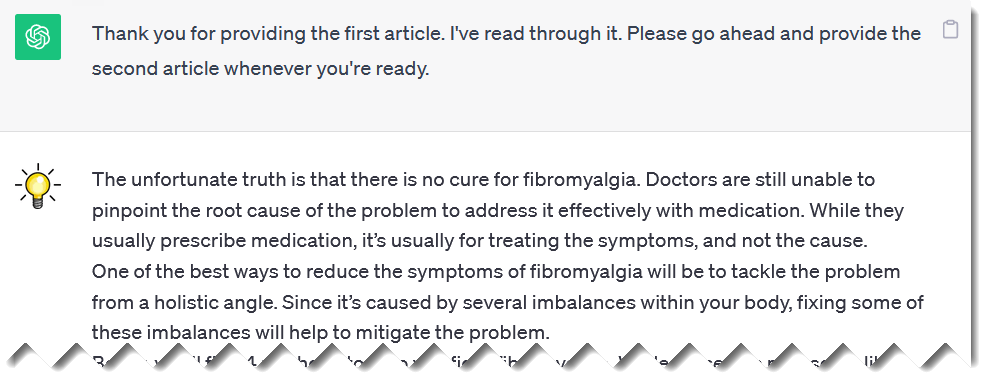 Thank you for providing the first article. I've read through it. Please go ahead and provide the
second article whenever you're ready.
The unfortunate truth is that there is no cure for fibromyalgia. Doctors are still unable to
pinpoint the root cause of the problem to address it effectively with medication. While they
usually prescribe medication, it’s usually for treating the symptoms, and not the cause.
One of the best ways to reduce the symptoms of fibromyalgia will be to tackle the problem
from a holistic angle. Since it’s caused by several imbalances within your body, fixing some of
these imbalances will help to mitigate the problem.